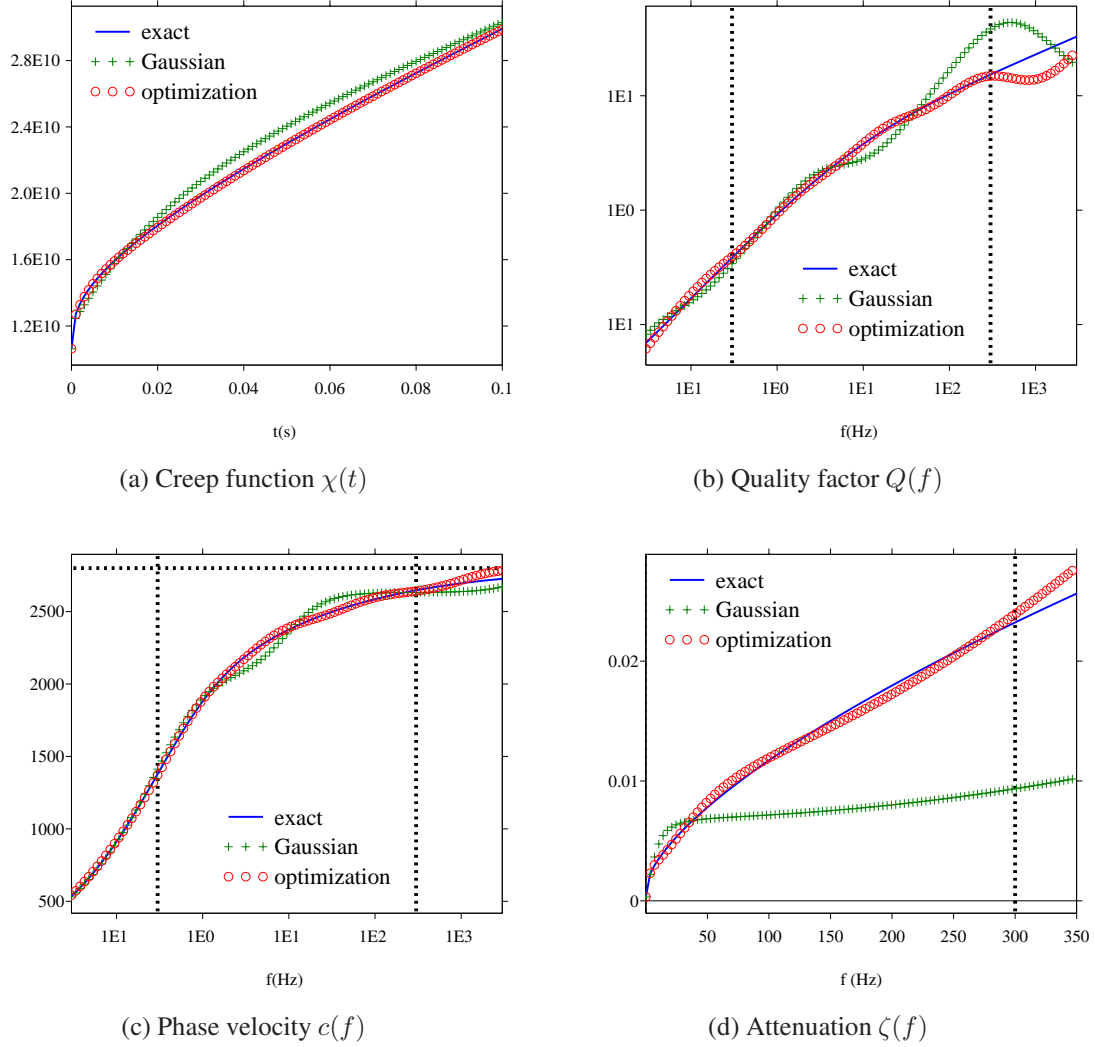 exact
Gaussian
optimization
2.8E10
2.4E10
2.0E10
1.6E10
1.2E10
0 0.02 0.04 0.06 0.08 0.1
t(s)
(a) Creep function χ(t)
1E1
1E0
1E1
exact
Gaussian
optimization
1E1 1E0 1E1 1E2 1E3
f(Hz)
(b) Quality factor Q(f)
2500
2000
1500
1000
500
exact
Gaussian
optimization
1E1 1E0 1E1 1E2 1E3
f(Hz)
(c) Phase velocity c(f)
exact
Gaussian
optimization
0.02
0.01
0
50 100 150 200 250 300 350
f (Hz)
(d) Attenuation ζ(f)